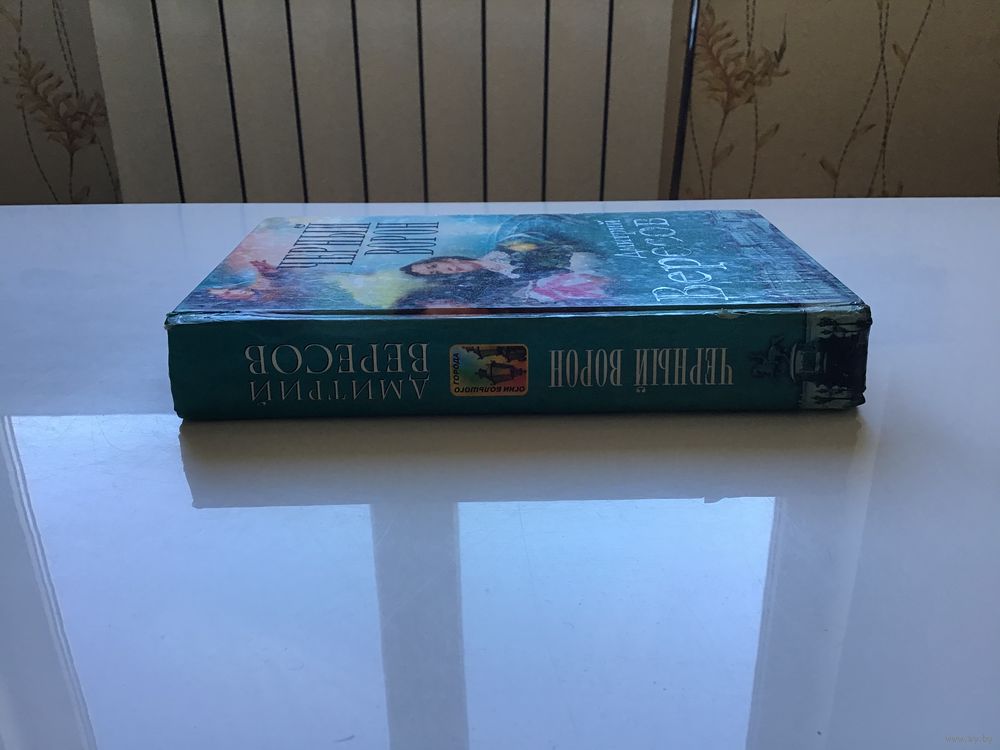 ЧЕРНЫЙ
ВОРОН
Дмитрий
Вересов
ДМИТРИЙ
ВЕРЕСОВ
ОГНИ БОЛЬШОГО
ГОРОДА
ЧЕРНЫЙ ВОРОН